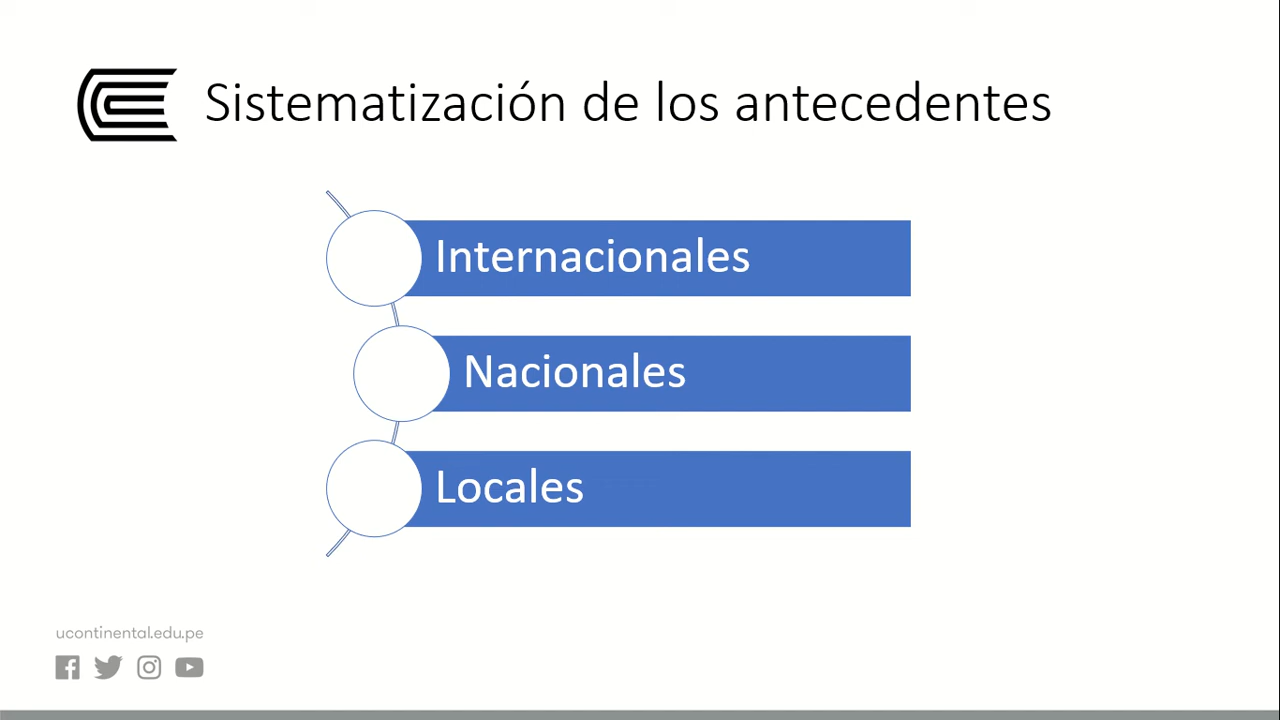 Sistematización de los antecedentes
Internacionales
Nacionales
Locales
ucontinental.edu.pe